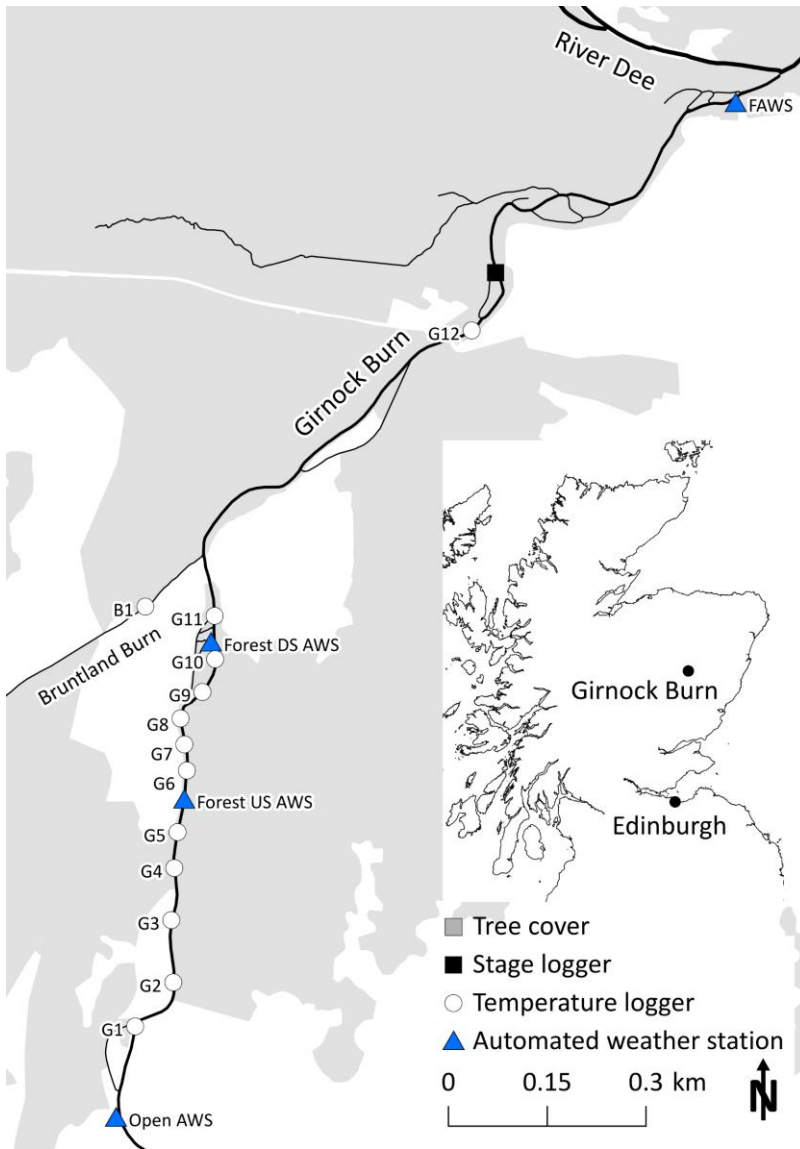 River Dee
FAWS
G12
Girnock Burn
B1
G11
Bruntland Burn
Forest DS AWS
G10
G9
G8
G7
G6
Forest US AWS
G5
G4
G3
G2
G1
Open AWS
Girnock Burn
Edinburgh
Tree cover
Stage logger
Temperature logger
Automated weather station
0 0.15 0.3 km
N